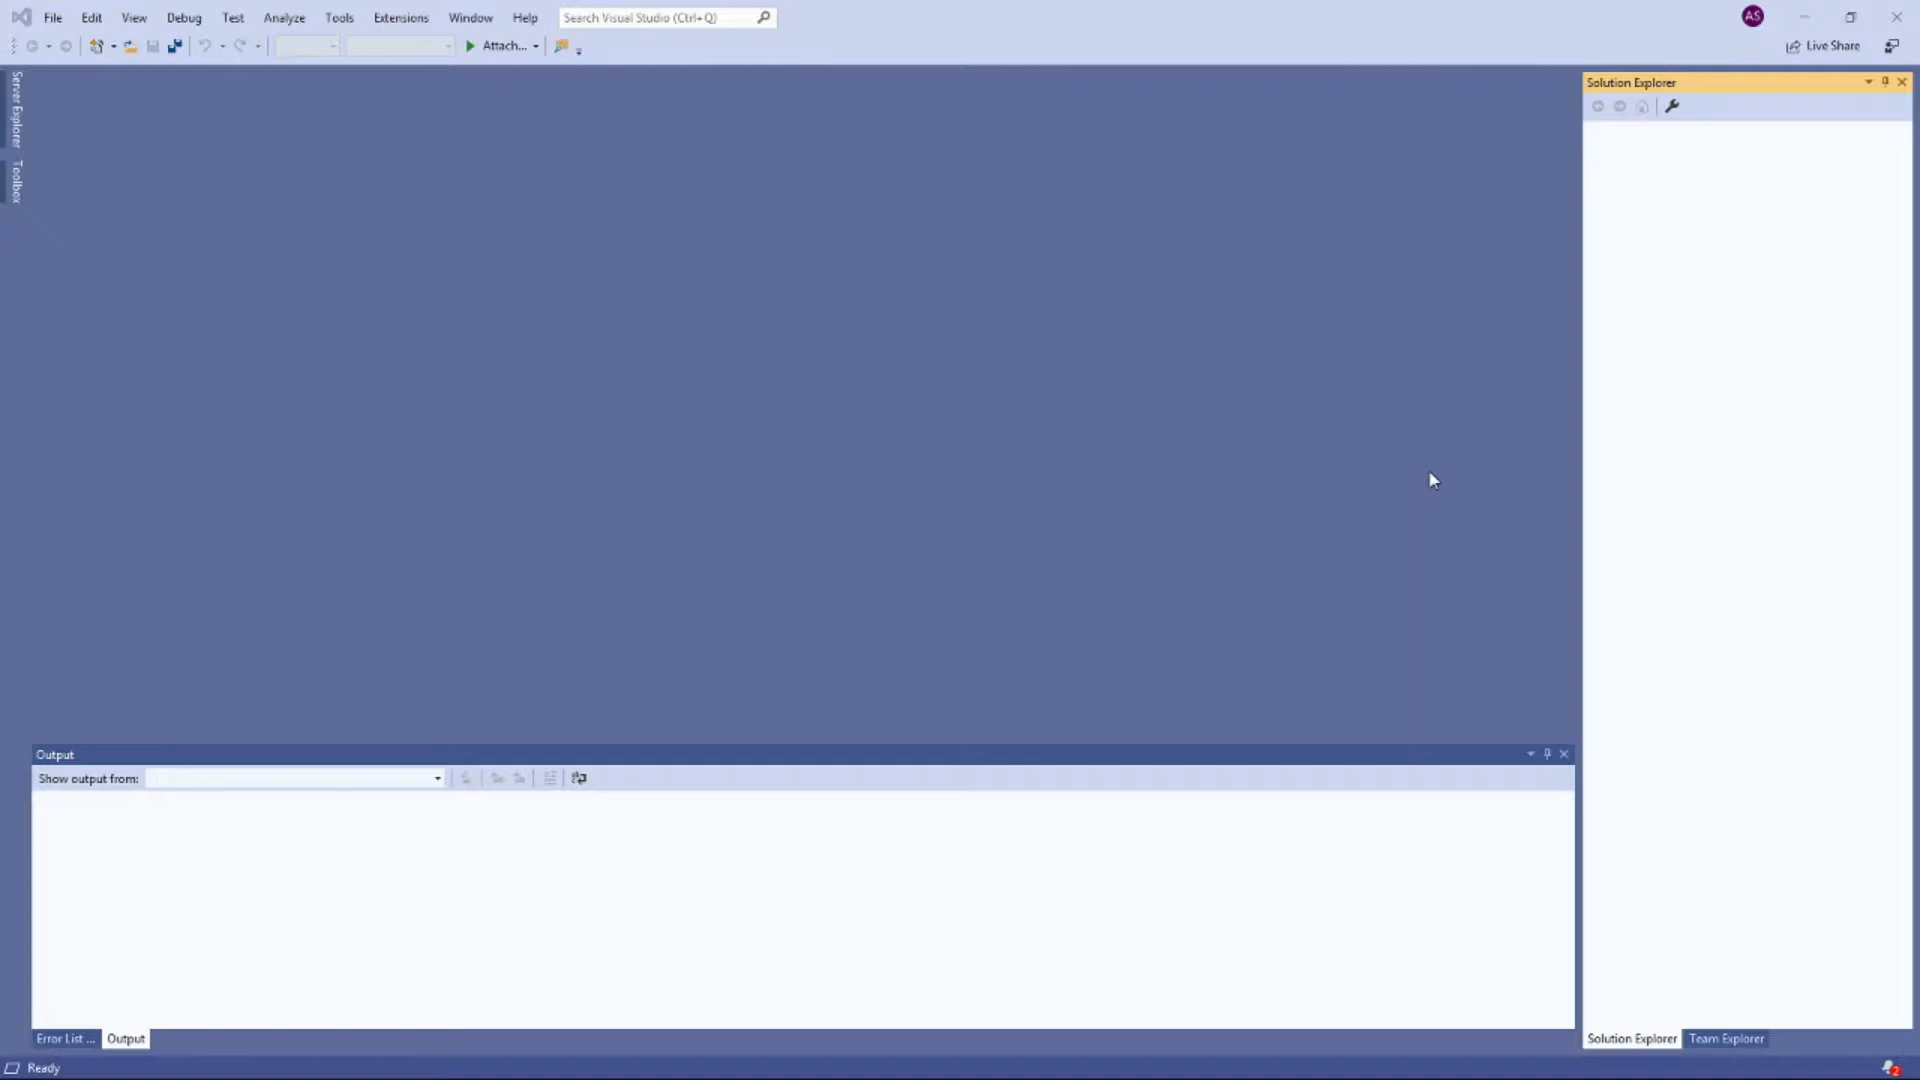 File Edit View Debug Test Analyze Tools Extensions Window Help Search Visual Studio (Ctrl+Q) AS
Attach... Live Share
Server Explorer
Toolbox
Solution Explorer
Output
Show output from:
Error List ... Output
Solution Explorer Team Explorer
Ready 2